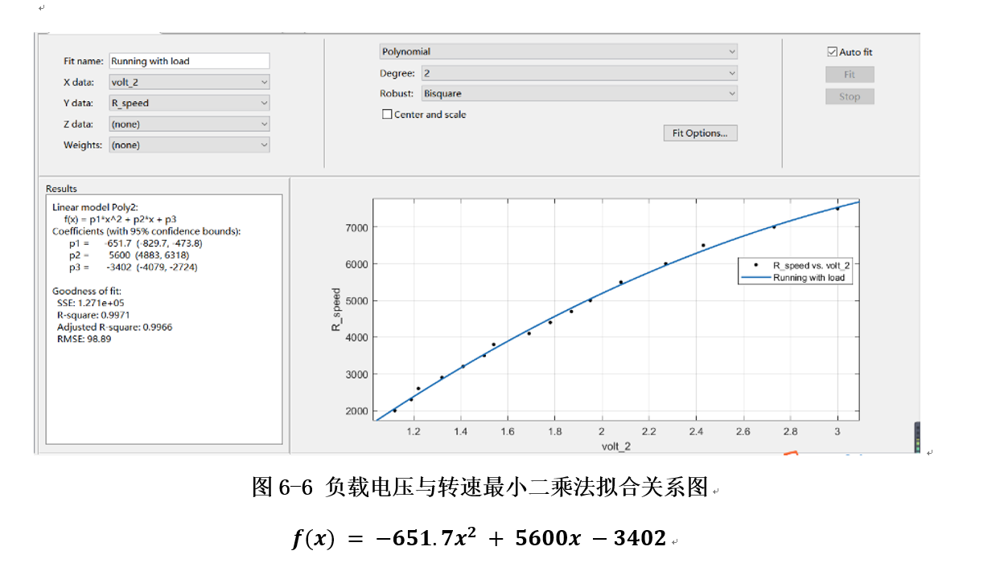 Fit name: Running with load
X data: volt_2
Y data: R_speed
Z data: (none)
Weights: (none)
Polynomial
Degree: 2
Robust: Bisquare
Center and scale
Fit Options...
Auto fit
Fit
Stop
Results
Linear model Poly2:
f(x) = p1*x^2 + p2*x + p3
Coefficients (with 95% confidence bounds):
p1 = -651.7 (-829.7, -473.8)
p2 = 5600 (4883, 6318)
p3 = -3402 (-4079, -2724)
Goodness of fit:
SSE: 1.271e+05
R-square: 0.9971
Adjusted R-square: 0.9966
RMSE: 98.89
R_speed
7000
6000
5000
4000
3000
2000
R_speed vs. volt_2
Running with load
1.2 1.4 1.6 1.8 2 2.2 2.4 2.6 2.8 3
volt_2
图 6-6 负载电压与转速最小二乘法拟合关系图
f(x) = −651.7x² + 5600x − 3402